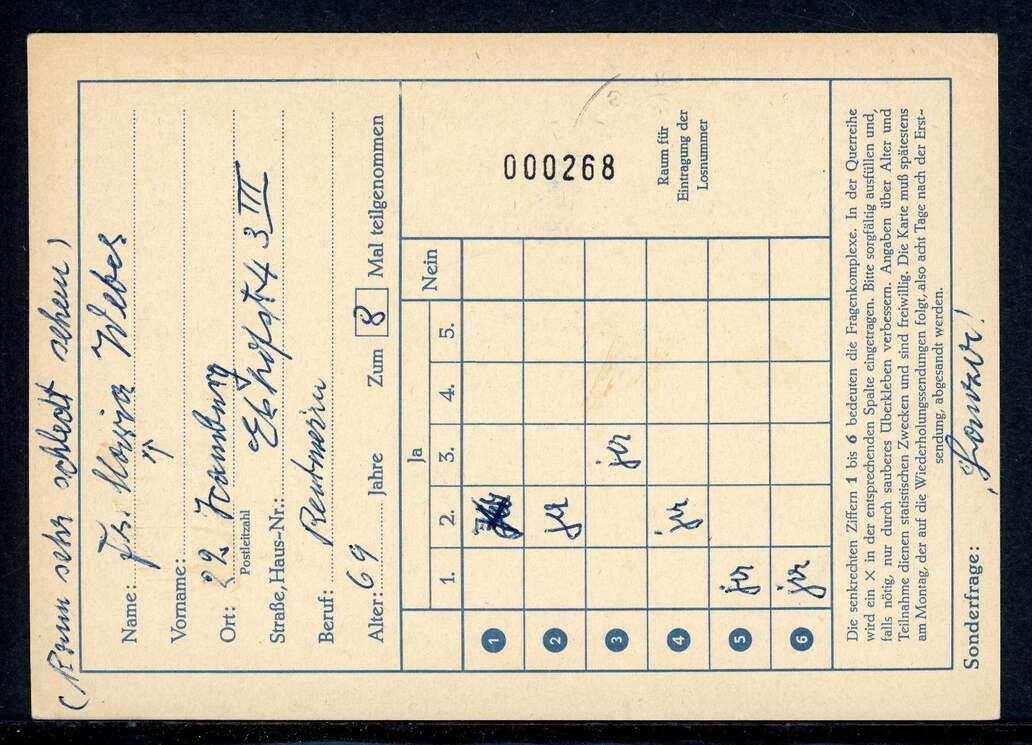 (Kann sehr schlecht sehen)
Name: Fr. Maria Weber
Vorname:
Ort: 22 Hamburg
Postleitzahl
Straße, Haus-Nr.: 43 III
Beruf: Rentnerin
Alter: 69 Jahre Zum 8 Mal teilgenommen
Ja
1. 2. 3. 4. 5. Nein
1
2 ja
3 ja
4 ja
5 ja
6 ja
000268
Raum für
Eintragung der
Losnummer
Die senkrechten Ziffern 1 bis 6 bedeuten die Fragenkomplexe. In der Querreihe
wird ein × in der entsprechenden Spalte eingetragen. Bitte sorgfältig ausfüllen und,
falls nötig, nur durch sauberes Überkleben verbessern. Angaben über Alter und
Teilnahme dienen statistischen Zwecken und sind freiwillig. Die Karte muß spätestens
am Montag, der auf die Wiederholungssendungen folgt, also acht Tage nach der Erst-
sendung, abgesandt werden.
Sonderfrage: